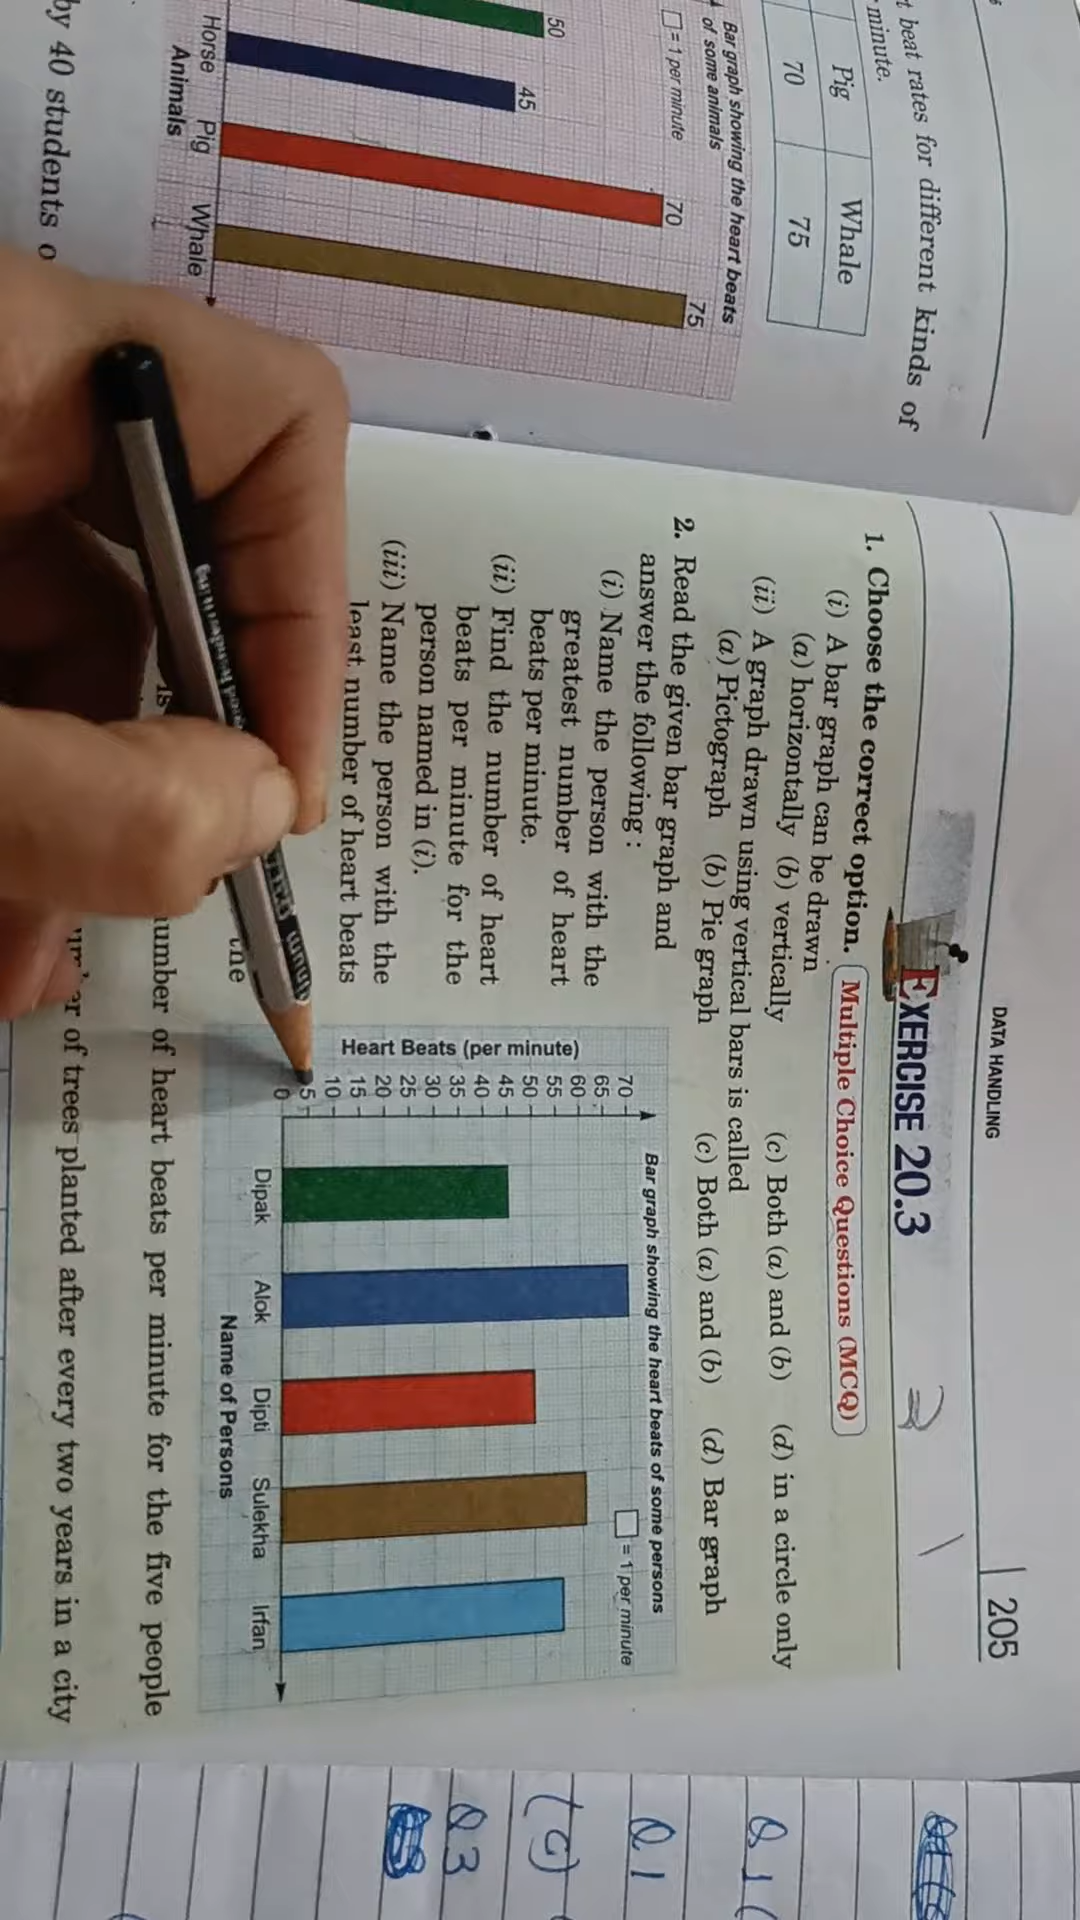 t beat rates for different kinds of
minute.
Pig Whale
70 75
Bar graph showing the heart beats
of some animals
= 1 per minute
50
45
70
75
Horse Pig Whale
Animals
by 40 students
DATA HANDLING
205
EXERCISE 20.3
1. Choose the correct option. Multiple Choice Questions (MCQ)
(i) A bar graph can be drawn
(a) horizontally (b) vertically (c) Both (a) and (b) (d) in a circle only
(ii) A graph drawn using vertical bars is called
(a) Pictograph (b) Pie graph (c) Both (a) and (b) (d) Bar graph
2. Read the given bar graph and
answer the following :
(i) Name the person with the
greatest number of heart
beats per minute.
(ii) Find the number of heart
beats per minute for the
person named in (i).
(iii) Name the person with the
least number of heart beats
Bar graph showing the heart beats of some persons
= 1 per minute
Heart Beats (per minute)
70
65
60
55
50
45
40
35
30
25
20
15
10
5
0
Dipak Alok Dipti Sulekha Irfan
Name of Persons
number of heart beats per minute for the five people
of trees planted after every two years in a city
Q 1
Q 1
Q 3